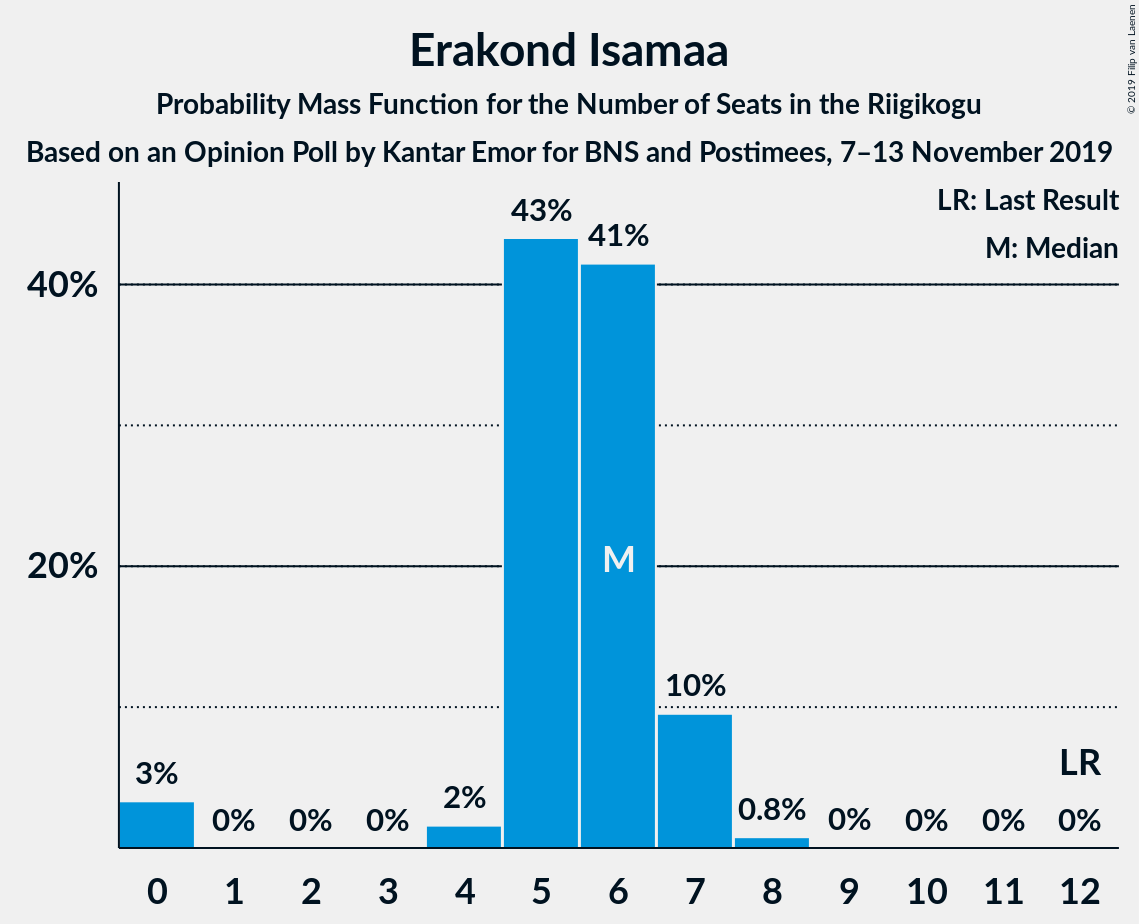 Erakond Isamaa
Probability Mass Function for the Number of Seats in the Riigikogu
Based on an Opinion Poll by Kantar Emor for BNS and Postimees, 7–13 November 2019
© 2019 Filip van Laenen
LR: Last Result
M: Median
40%
20%
3%
0%
0%
0%
2%
43%
41%
10%
0.8%
0%
0%
0%
0%
M
LR
0 1 2 3 4 5 6 7 8 9 10 11 12